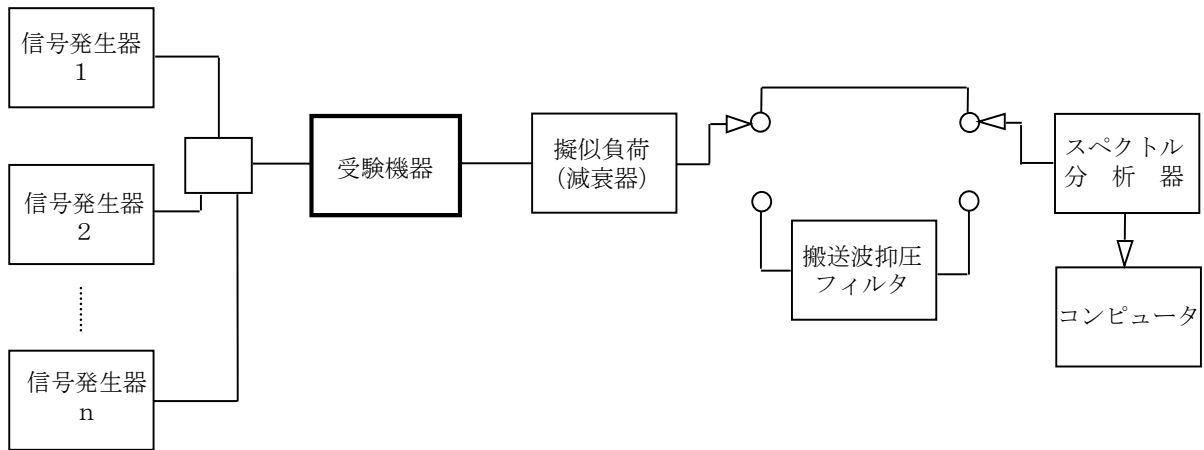 信号発生器
1
信号発生器
2
信号発生器
n
受験機器
擬似負荷
(減衰器)
搬送波抑圧
フィルタ
スペクトル
分 析 器
コンピュータ